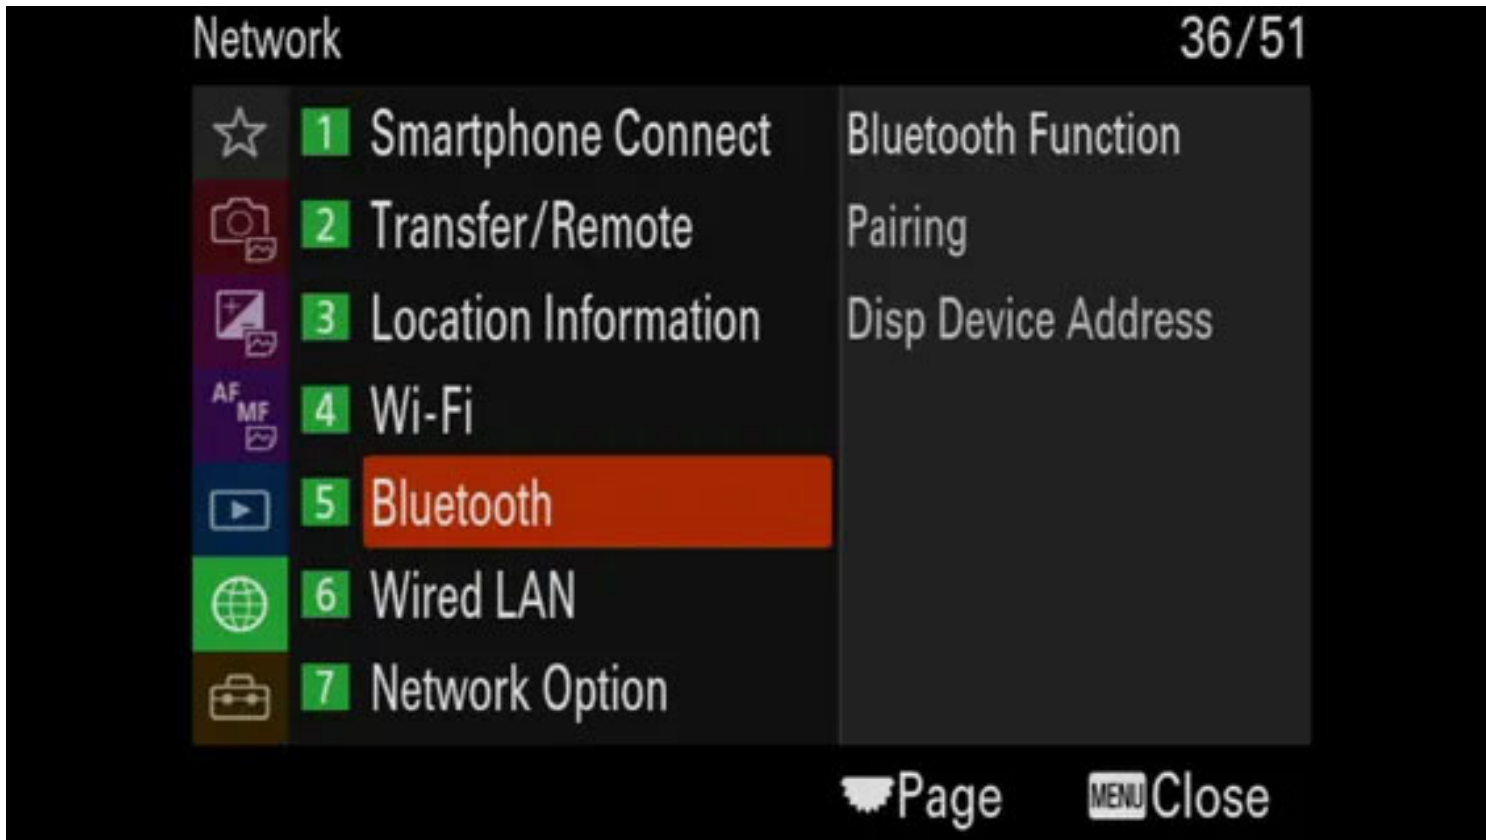 Network 36/51
1 Smartphone Connect
2 Transfer/Remote
3 Location Information
4 Wi-Fi
5 Bluetooth
6 Wired LAN
7 Network Option
AF
MF
Bluetooth Function
Pairing
Disp Device Address
Page MENU Close